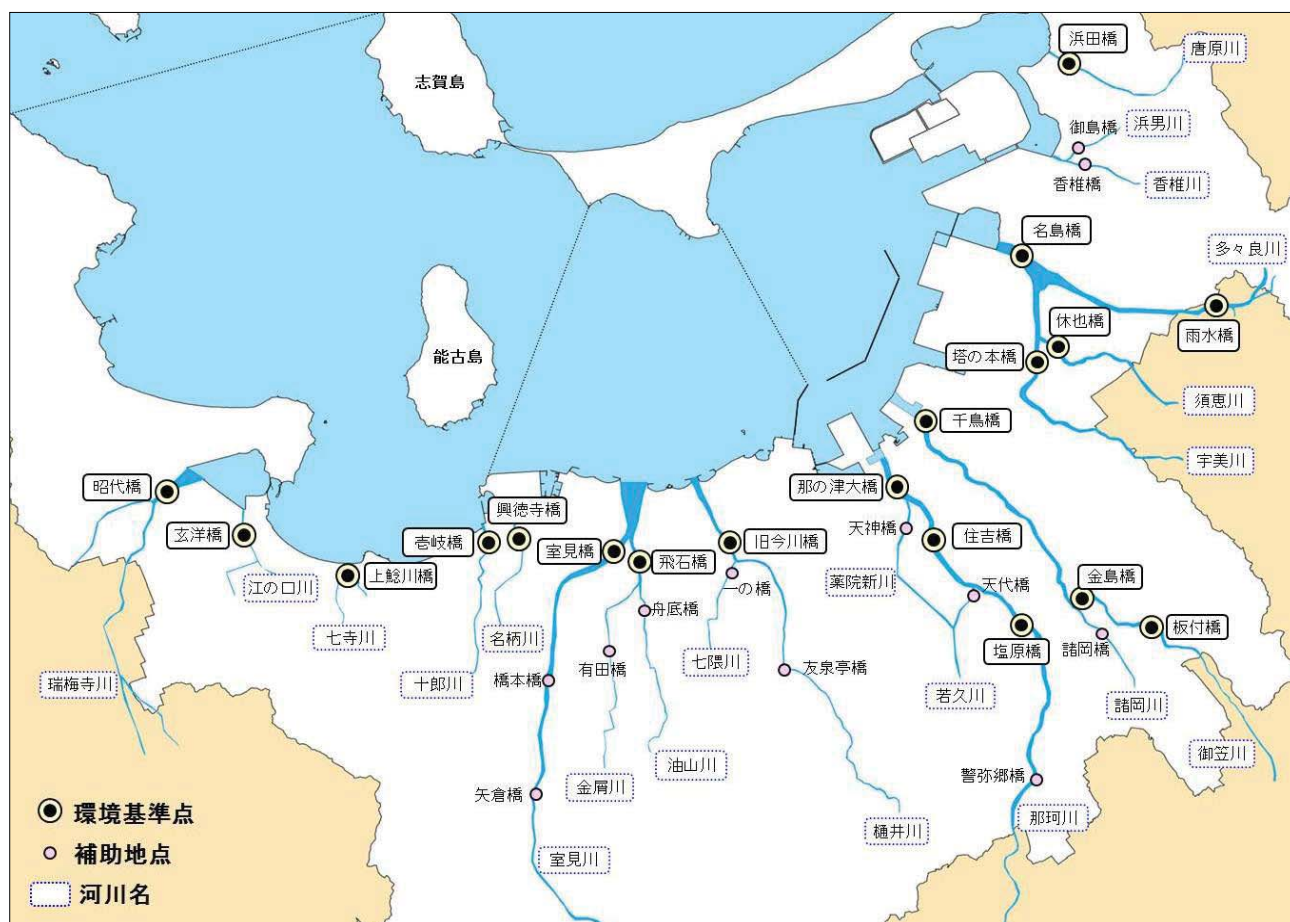 浜田橋
唐原川
志賀島
御島橋
浜男川
香椎橋
香椎川
名島橋
多々良川
休也橋
雨水橋
能古島
塔の本橋
須恵川
千鳥橋
宇美川
昭代橋
那の津大橋
興徳寺橋
玄洋橋
壱岐橋
室見橋
旧今川橋
天神橋
住吉橋
飛石橋
上鯰川橋
江の口川
一の橋
薬院新川
天代橋
金島橋
舟底橋
七寺川
名柄川
塩原橋
板付橋
諸岡橋
有田橋
七隈川
友泉亭橋
瑞梅寺川
十郎川
橋本橋
若久川
諸岡川
御笠川
油山川
金屑川
矢倉橋
警弥郷橋
環境基準点
那珂川
樋井川
補助地点
室見川
河川名